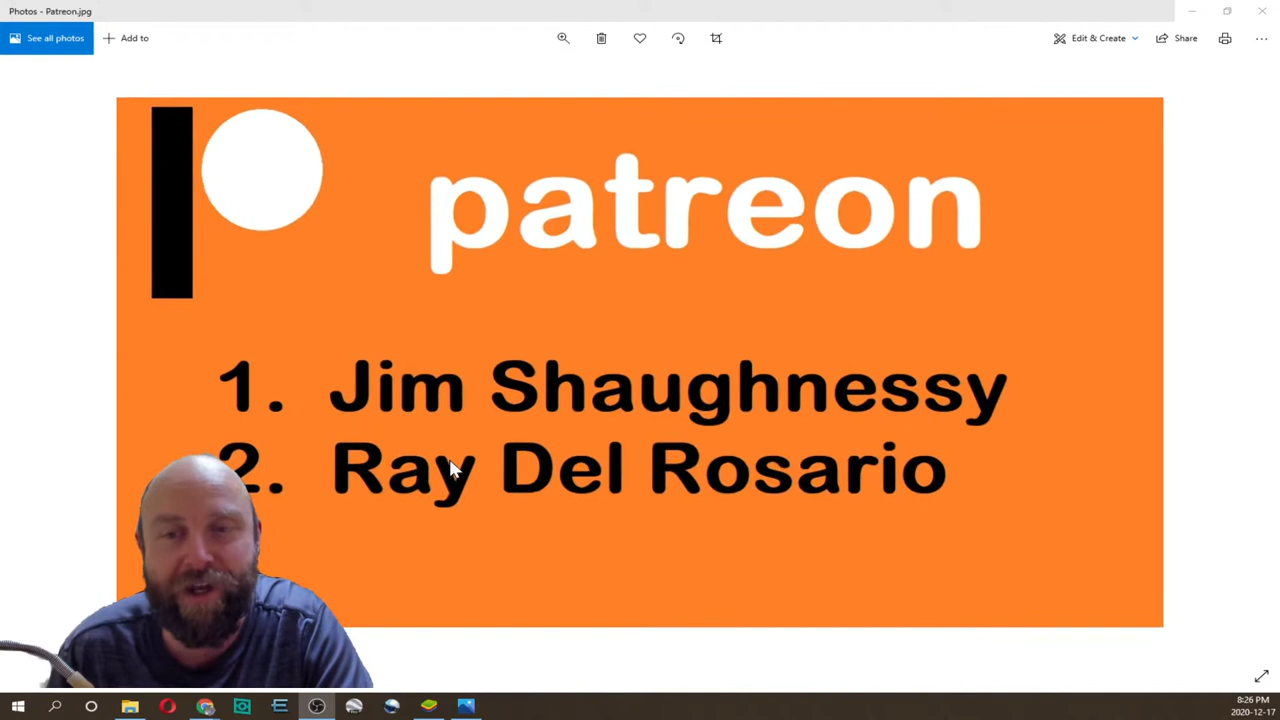 Photos - Patreon.jpg
See all photos
Add to
Edit & Create
Share
patreon
1. Jim Shaughnessy
2. Ray Del Rosario
8:26 PM
2020-12-17